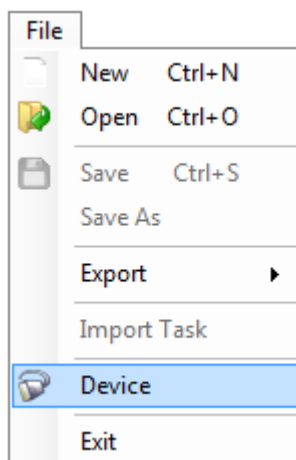 File
New Ctrl+N
Open Ctrl+O
Save Ctrl+S
Save As
Export
Import Task
Device
Exit